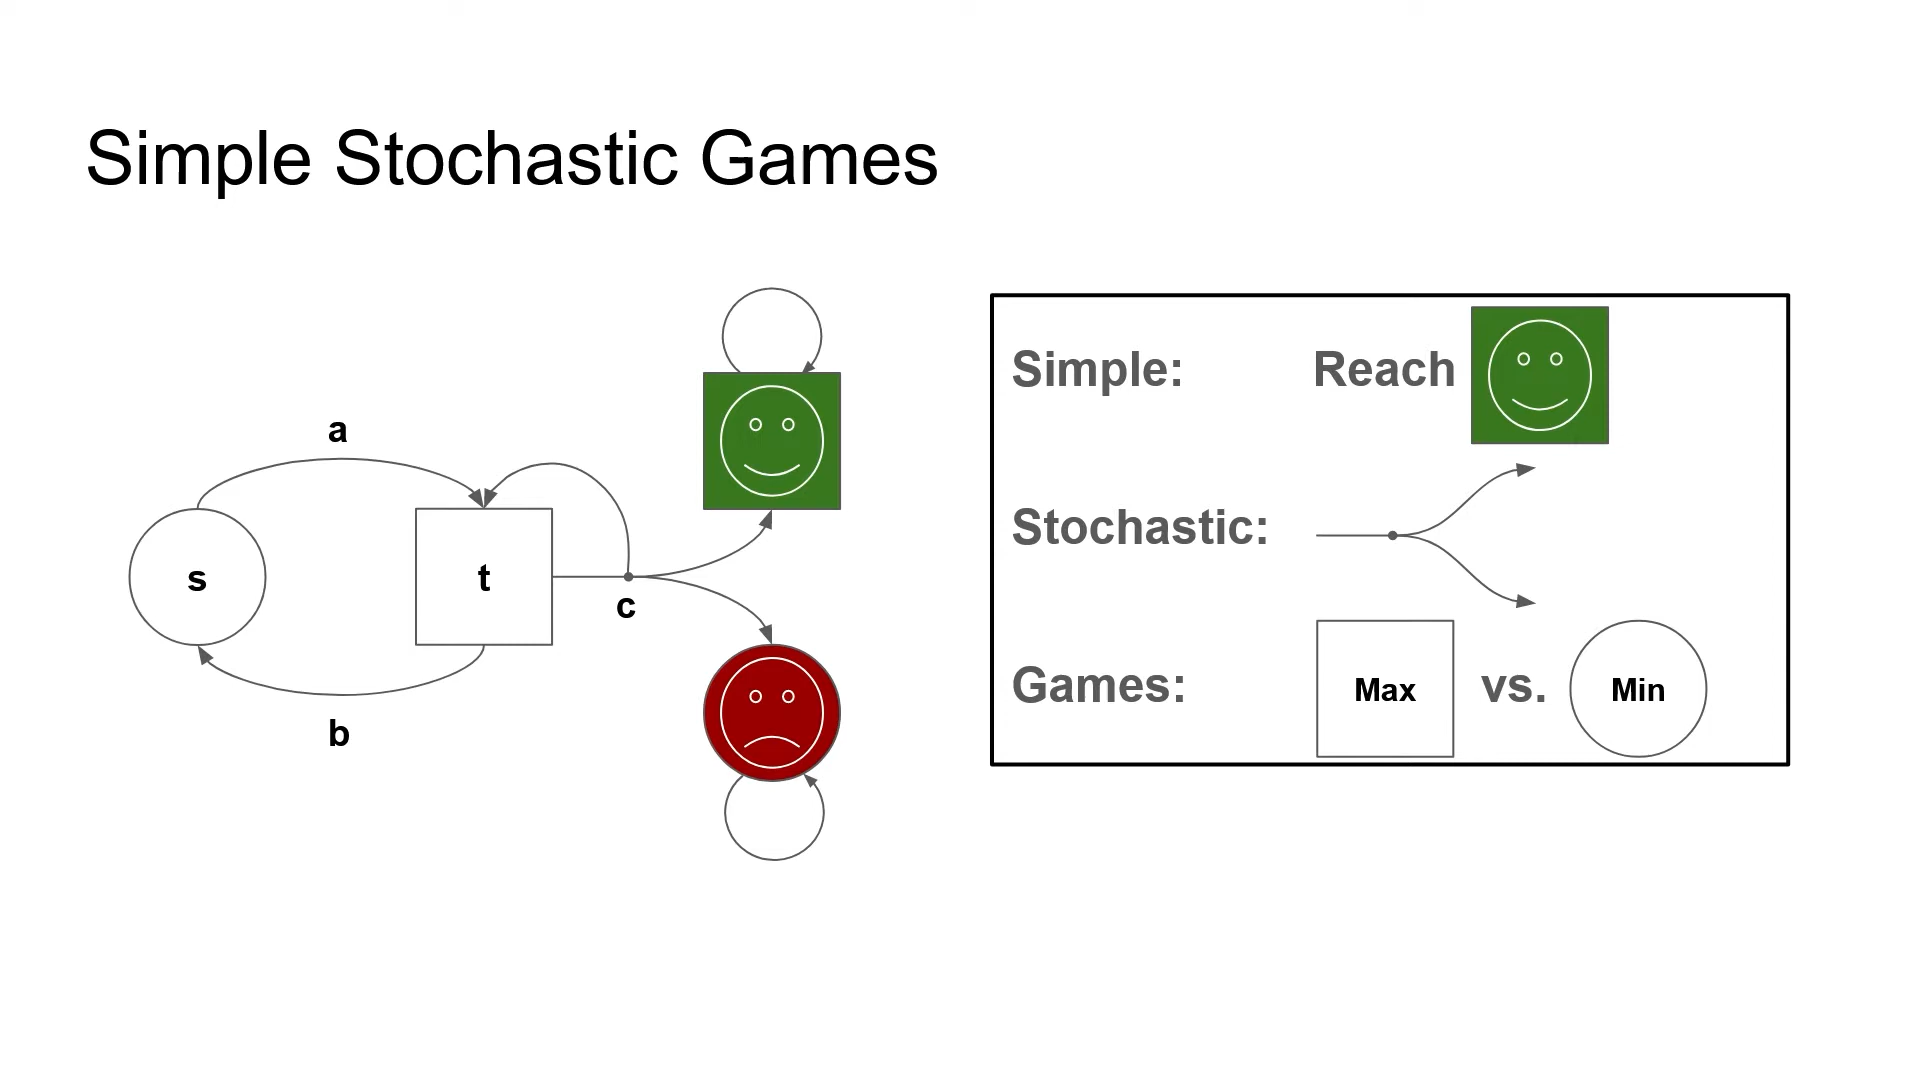 Simple Stochastic Games
a
s
t
c
b
Simple: Reach
Stochastic:
Games: Max vs. Min